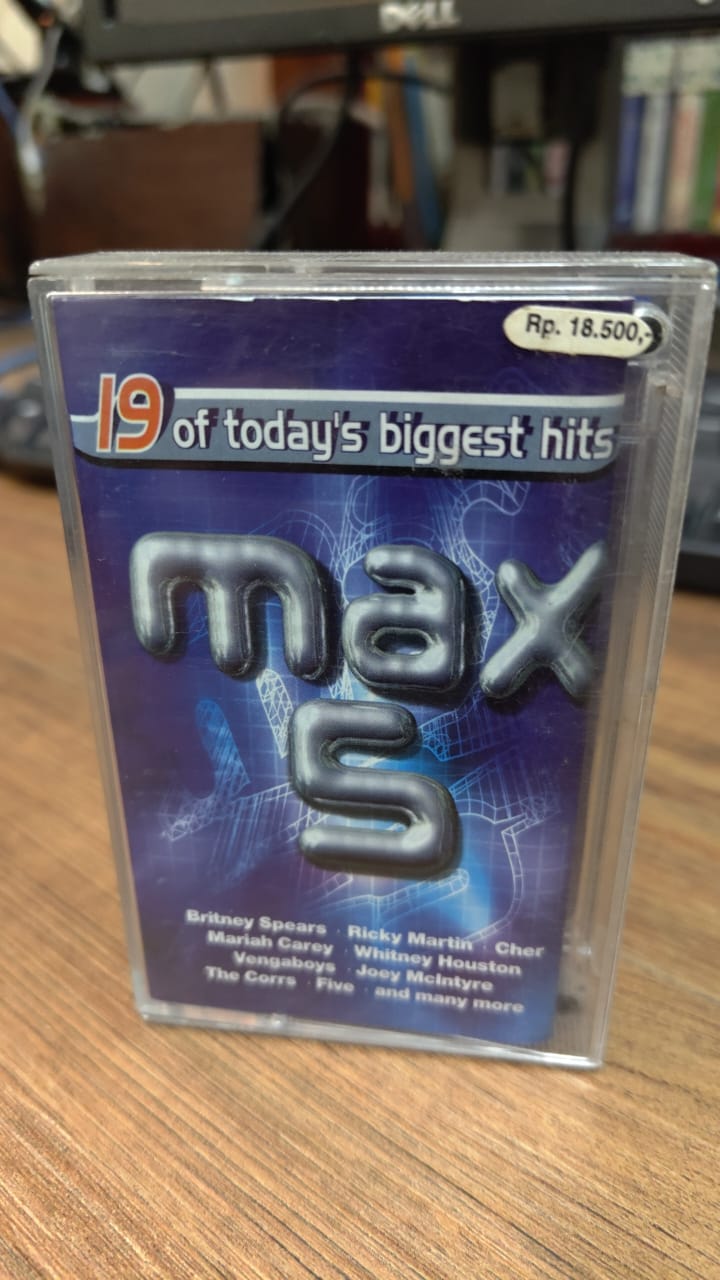 DELL
Rp. 18.500,-
19 of today's biggest hits
max
5
Britney Spears · Ricky Martin · Cher
Mariah Carey · Whitney Houston
Vengaboys · Joey McIntyre
The Corrs · Five · and many more